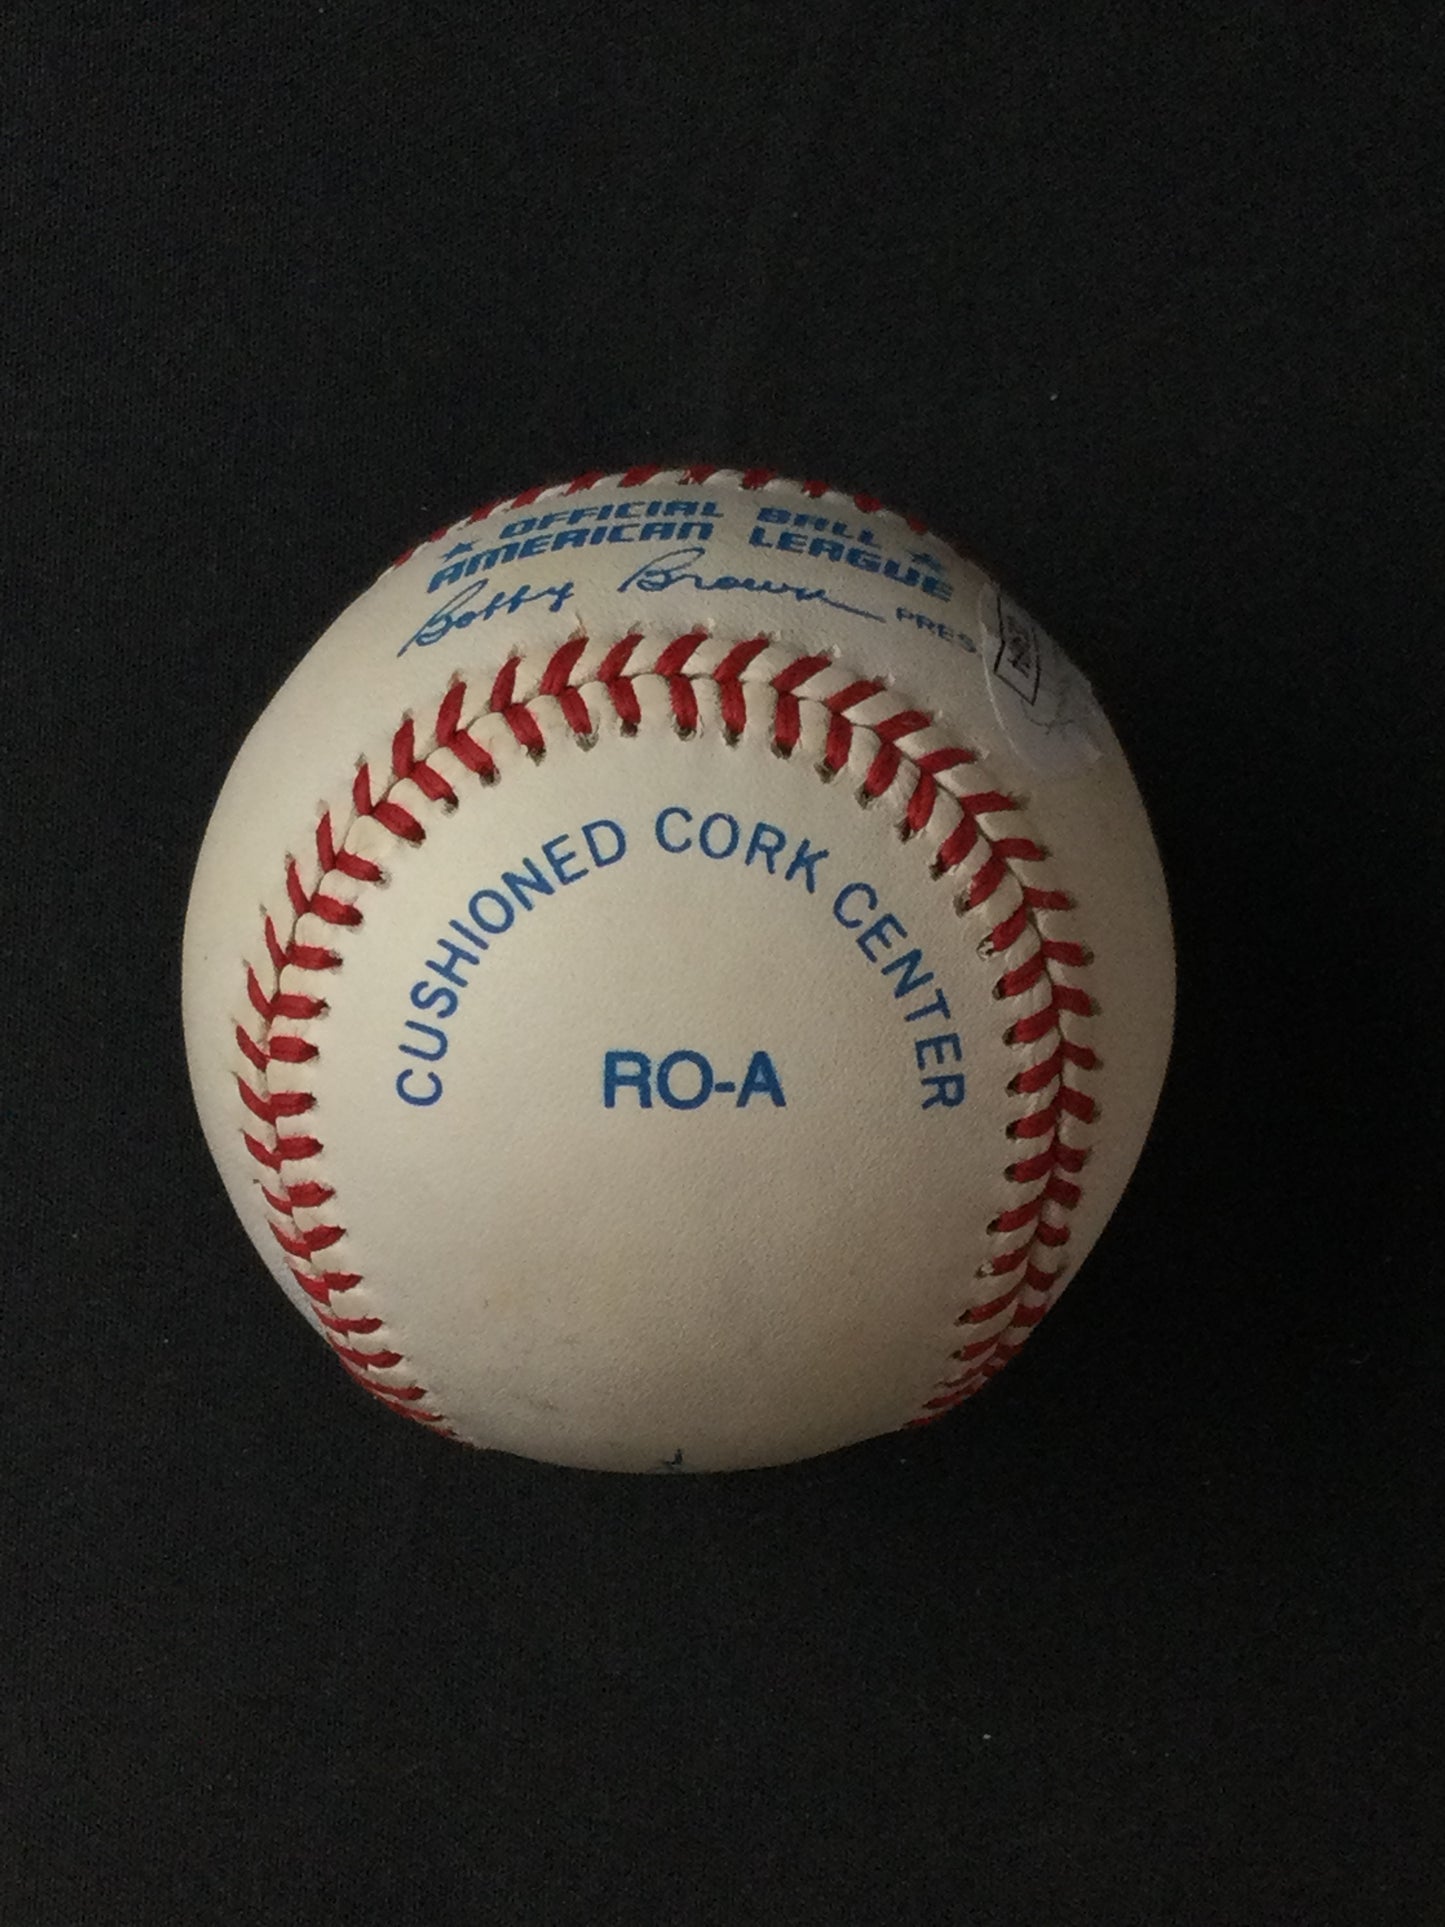 ★ OFFICIAL BALL ★
AMERICAN LEAGUE
Bobby Brown PRES
CUSHIONED CORK CENTER
RO-A